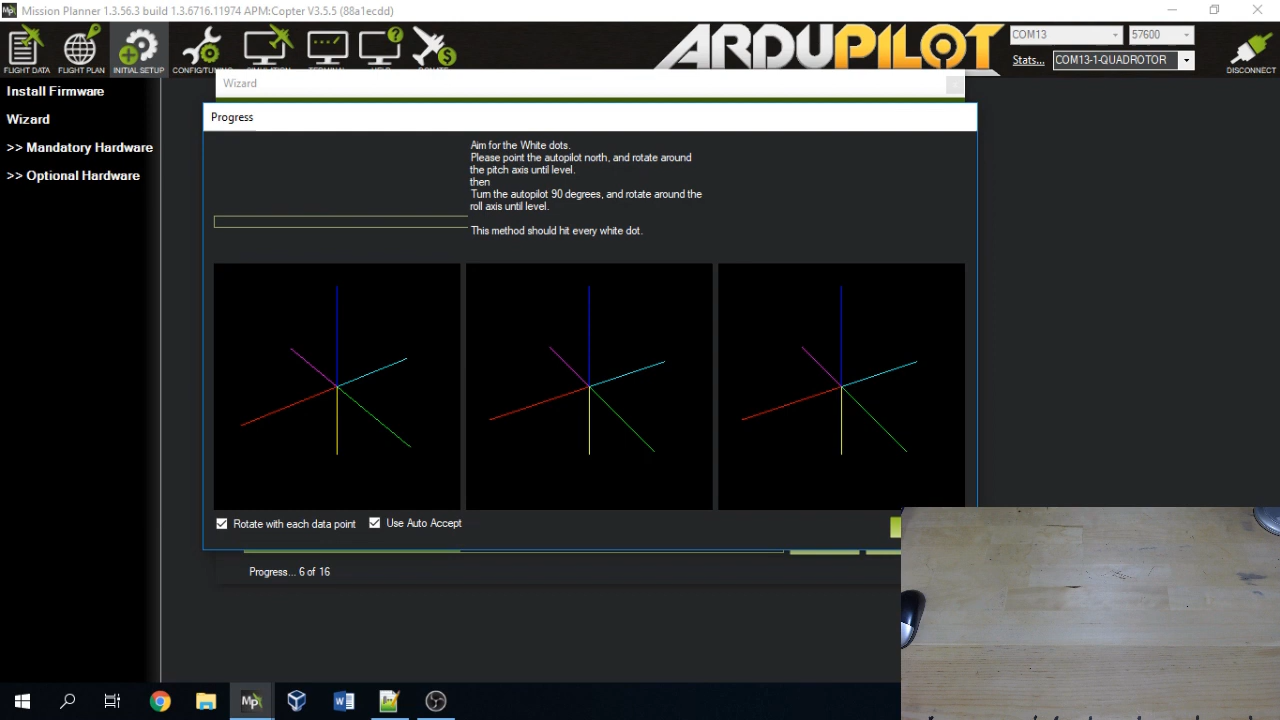 Mission Planner 1.3.56.3 build 1.3.6716.11974 APM:Copter V3.5.5 (88a1ecdd)
FLIGHT DATA
FLIGHT PLAN
INITIAL SETUP
CONFIG/TUNING
ARDUPILOT
COM13
57600
Stats...
COM13-1-QUADROTOR
DISCONNECT
Install Firmware
Wizard
>> Mandatory Hardware
>> Optional Hardware
Wizard
Progress
Aim for the White dots.
Please point the autopilot north, and rotate around
the pitch axis until level.
then
Turn the autopilot 90 degrees, and rotate around the
roll axis until level.
This method should hit every white dot.
Rotate with each data point
Use Auto Accept
Progress... 6 of 16